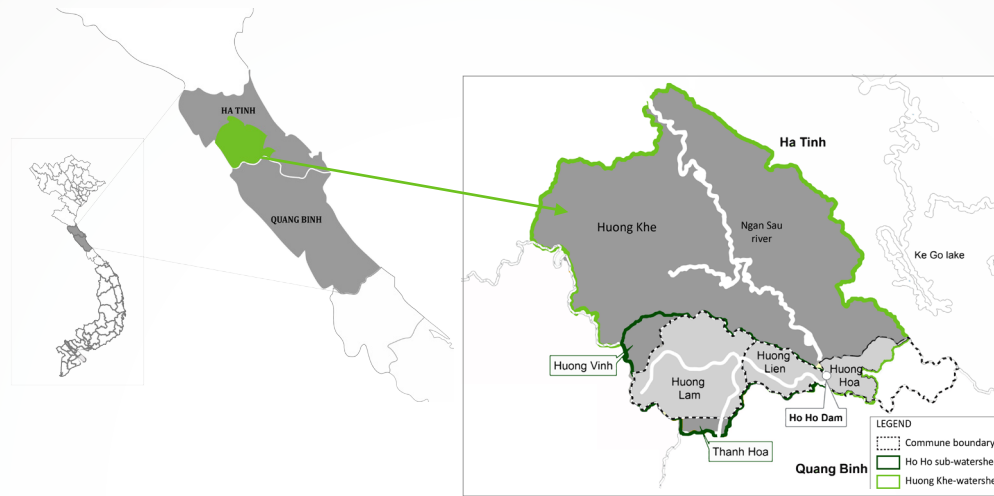 HA TINH
QUANG BINH
Ha Tinh
Huong Khe
Ngan Sau
river
Ke Go lake
Huong Vinh
Huong
Lam
Huong
Lien
Huong
Hoa
Ho Ho Dam
Thanh Hoa
Quang Binh
LEGEND
Commune boundary
Ho Ho sub-watershe
Huong Khe-watershe